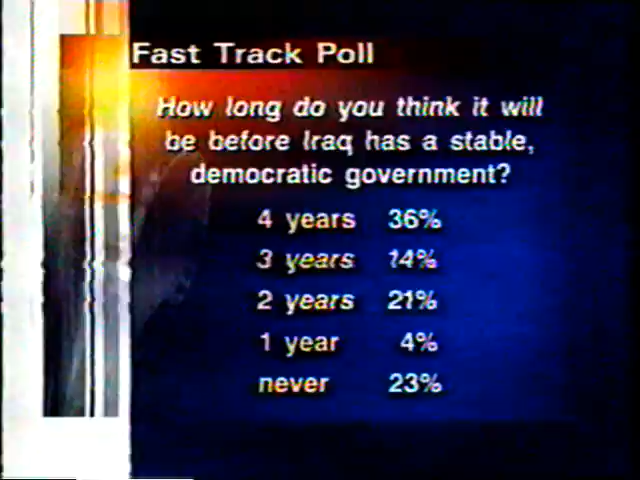 Fast Track Poll
How long do you think it will
be before Iraq has a stable,
democratic government?
4 years 36%
3 years 14%
2 years 21%
1 year 4%
never 23%